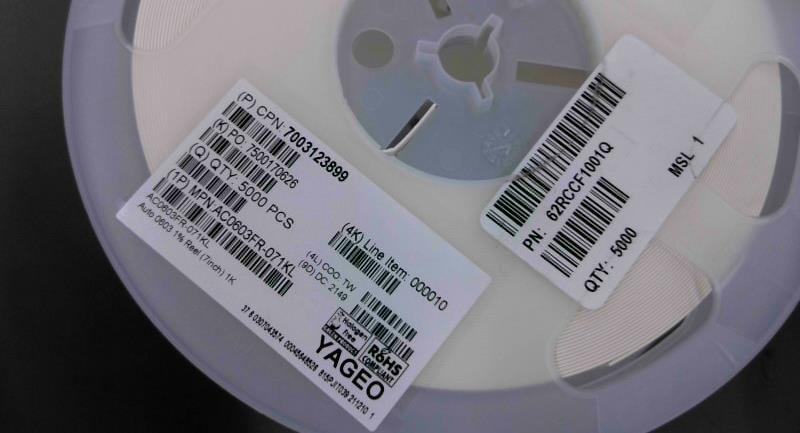 (P) CPN: 7003123899
(K) PO: 7500170626
(Q) QTY: 5000 PCS
(1P) MPN:AC0603FR-071KL
AC0603FR-071KL
Auto 0603 1% Reel (7inch) 1K
(4K) Line Item: 000010
(4L) COO: TW
(9D) DC: 2149
Haloge
Free
RoHS
COMPLIANT
YAGEO
PN: 62RCCF1001Q
QTY: 5000
MSL: 1